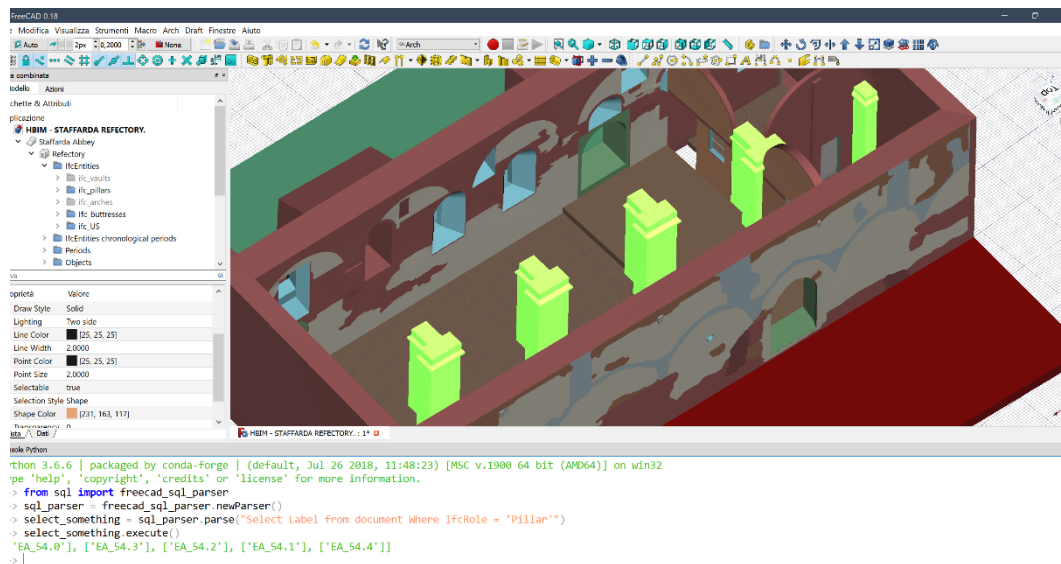 FreeCAD 0.18
Modifica Visualizza Strumenti Macro Arch Draft Finestre Aiuto
Auto 2px 0,2000 None Arch
a combinata
Modello Azioni
chette & Attributi
plicazione
HBIM - STAFFARDA REFECTORY.
Staffarda Abbey
Refectory
IfcEntities
ifc_vaults
ifc_pillars
ifc_arches
ifc_buttresses
ifc_US
IfcEntities chronological periods
Periods
Objects
oprietà Valore
Draw Style Solid
Lighting Two side
Line Color [25, 25, 25]
Line Width 2,0000
Point Color [25, 25, 25]
Point Size 2,0000
Selectable true
Selection Style Shape
Shape Color [231, 163, 117]
Transparency 0
ista Dati
HBIM - STAFFARDA REFECTORY. : 1*
nsole Python
ython 3.6.6 | packaged by conda-forge | (default, Jul 26 2018, 11:48:23) [MSC v.1900 64 bit (AMD64)] on win32
ype 'help', 'copyright', 'credits' or 'license' for more information.
> from sql import freecad_sql_parser
> sql_parser = freecad_sql_parser.newParser()
> select_something = sql_parser.parse("Select Label from document Where IfcRole = 'Pillar'")
> select_something.execute()
'EA_54.0'], ['EA_54.3'], ['EA_54.2'], ['EA_54.1'], ['EA_54.4']]
>